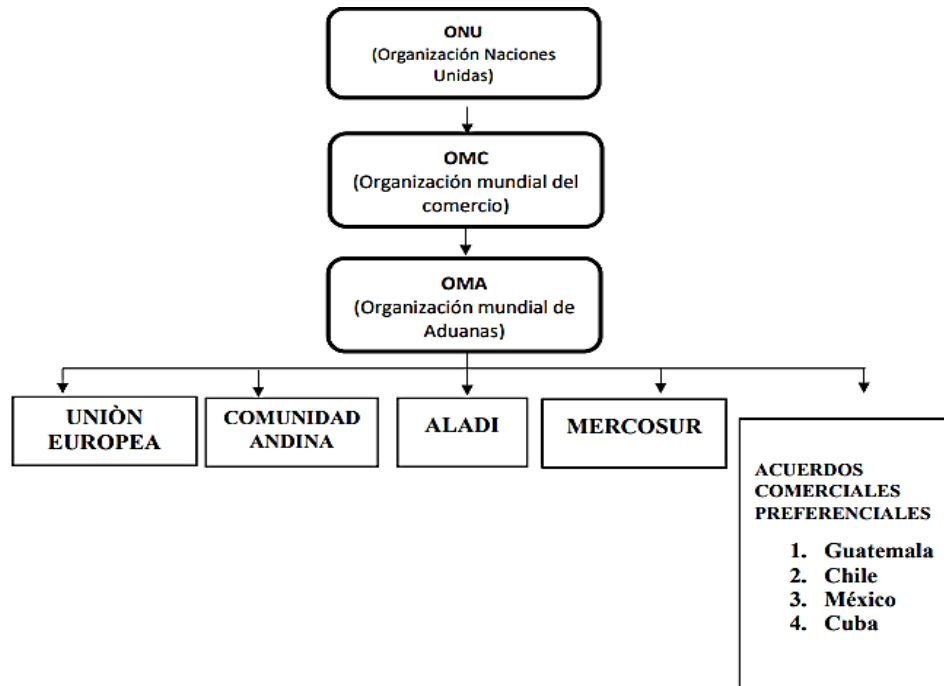 ONU
(Organización Naciones
Unidas)
OMC
(Organización mundial del
comercio)
OMA
(Organización mundial de
Aduanas)
UNIÒN
EUROPEA
COMUNIDAD
ANDINA
ALADI
MERCOSUR
ACUERDOS
COMERCIALES
PREFERENCIALES
1. Guatemala
2. Chile
3. México
4. Cuba